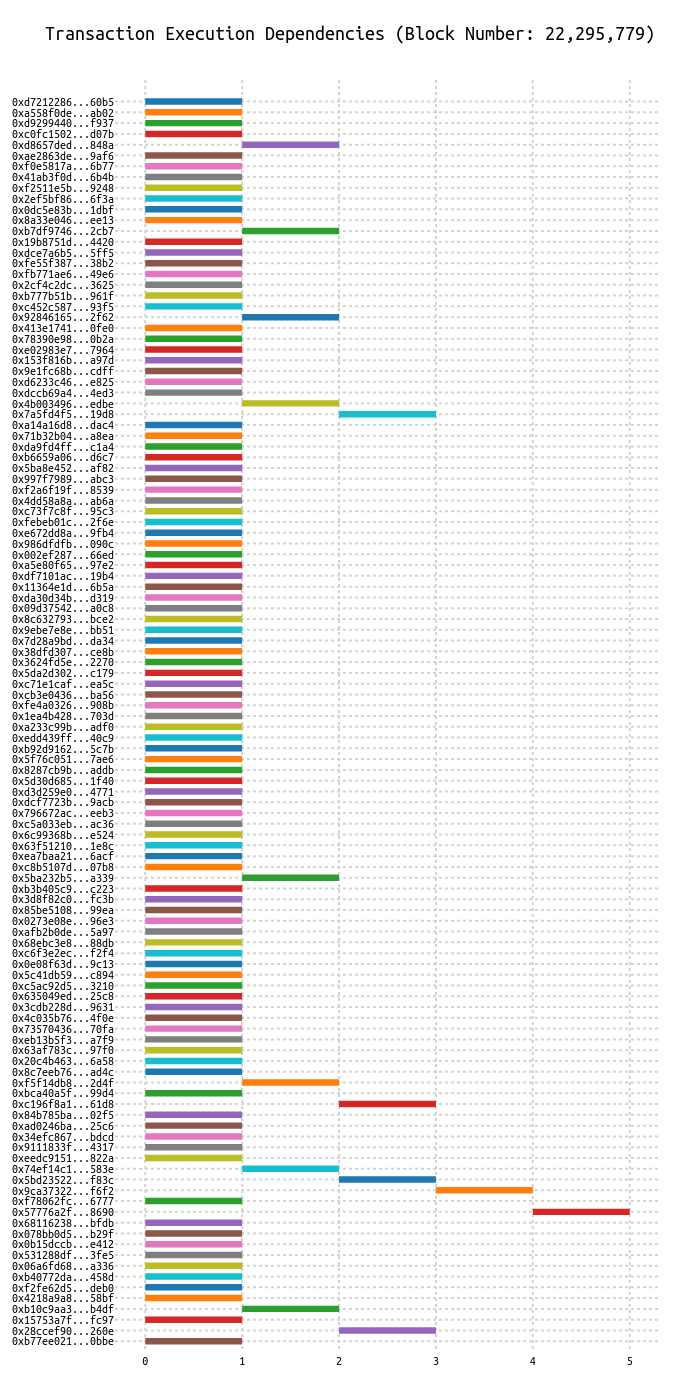 Transaction Execution Dependencies (Block Number: 22,295,779)
0xd7212286...60b5
0xa558f0de...ab02
0xd9299440...f937
0xc0fc1502...d07b
0xd8657ded...848a
0xae2863de...9af6
0xf0e5817a...6b77
0x41ab3f0d...6b4b
0xf2511e5b...9248
0x2ef5bf86...6f3a
0x0dc5e83b...1dbf
0x8a33e046...ee13
0xb7df9746...2cb7
0x19b8751d...4420
0xdce7a6b5...5ff5
0xfe55f387...38b2
0xfb771ae6...49e6
0x2cf4c2dc...3625
0xb777b51b...961f
0xc452c587...93f5
0x92846165...2f62
0x413e1741...0fe0
0x78390e98...0b2a
0xe02983e7...7964
0x153f816b...a97d
0x9e1fc68b...cdff
0xd6233c46...e825
0xdccb69a4...4ed3
0x4b003496...edbe
0x7a5fd4f5...19d8
0xa14a16d8...dac4
0x71b32b04...a8ea
0xda9fd4ff...c1a4
0xb6659a06...d6c7
0x5ba8e452...af82
0x997f7989...abc3
0xf2a6f19f...8539
0x4dd58a8a...ab6a
0xc73f7c8f...95c3
0xfebeb01c...2f6e
0xe672dd8a...9fb4
0x986dfdfb...090c
0x002ef287...66ed
0xa5e80f65...97e2
0xdf7101ac...19b4
0x11364e1d...6b5a
0xda30d34b...d319
0x09d37542...a0c8
0x8c632793...bce2
0x9ebe7e8e...bb51
0x7d28a9bd...da34
0x38dfd307...ce8b
0x3624fd5e...2270
0x5da2d302...c179
0xc71e1caf...ea5c
0xcb3e0436...ba56
0xfe4a0326...908b
0x1ea4b428...703d
0xa233c99b...adf0
0xedd439ff...40c9
0xb92d9162...5c7b
0x5f76c051...7ae6
0x8287cb9b...addb
0x5d30d685...1f40
0xd3d259e0...4771
0xdcf7723b...9acb
0x796672ac...eeb3
0xc5a033eb...ac36
0x6c99368b...e524
0x63f51210...1e8c
0xea7baa21...6acf
0xc8b5107d...07b8
0x5ba232b5...a339
0xb3b405c9...c223
0x3d8f82c0...fc3b
0x85be5108...99ea
0x0273e08e...96e3
0xafb2b0de...5a97
0x68ebc3e8...88db
0xc6f3e2ec...f2f4
0x0e08f63d...9c13
0x5c41db59...c894
0xc5ac92d5...3210
0x635049ed...25c8
0x3cdb228d...9631
0x4c035b76...4f0e
0x73570436...70fa
0xeb13b5f3...a7f9
0x63af783c...97f0
0x20c4b463...6a58
0x8c7eeb76...ad4c
0xf5f14db8...2d4f
0xbca40a5f...99d4
0xc196f8a1...61d8
0x84b785ba...02f5
0xad0246ba...25c6
0x34efc867...bdcd
0x9111833f...4317
0xeedc9151...822a
0x74ef14c1...583e
0x5bd23522...f83c
0x9ca37322...f6f2
0xf78062fc...6777
0x57776a2f...8690
0x68116238...bfdb
0x078bb0d5...b29f
0x0b15dccb...e412
0x531288df...3fe5
0x06a6fd68...a336
0xb40772da...458d
0xf2fe62d5...deb0
0x4218a9a8...58bf
0xb10c9aa3...b4df
0x15753a7f...fc97
0x28ccef90...260e
0xb77ee021...0bbe
0 1 2 3 4 5